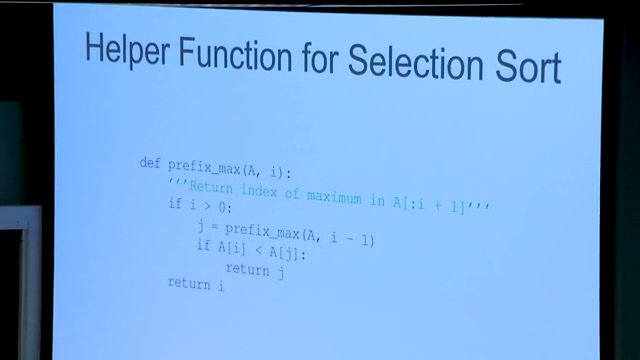 Helper Function for Selection Sort
def prefix_max(A, i):
'''Return index of maximum in A[:i + 1]'''
if i > 0:
j = prefix_max(A, i - 1)
if A[i] < A[j]:
return j
return i